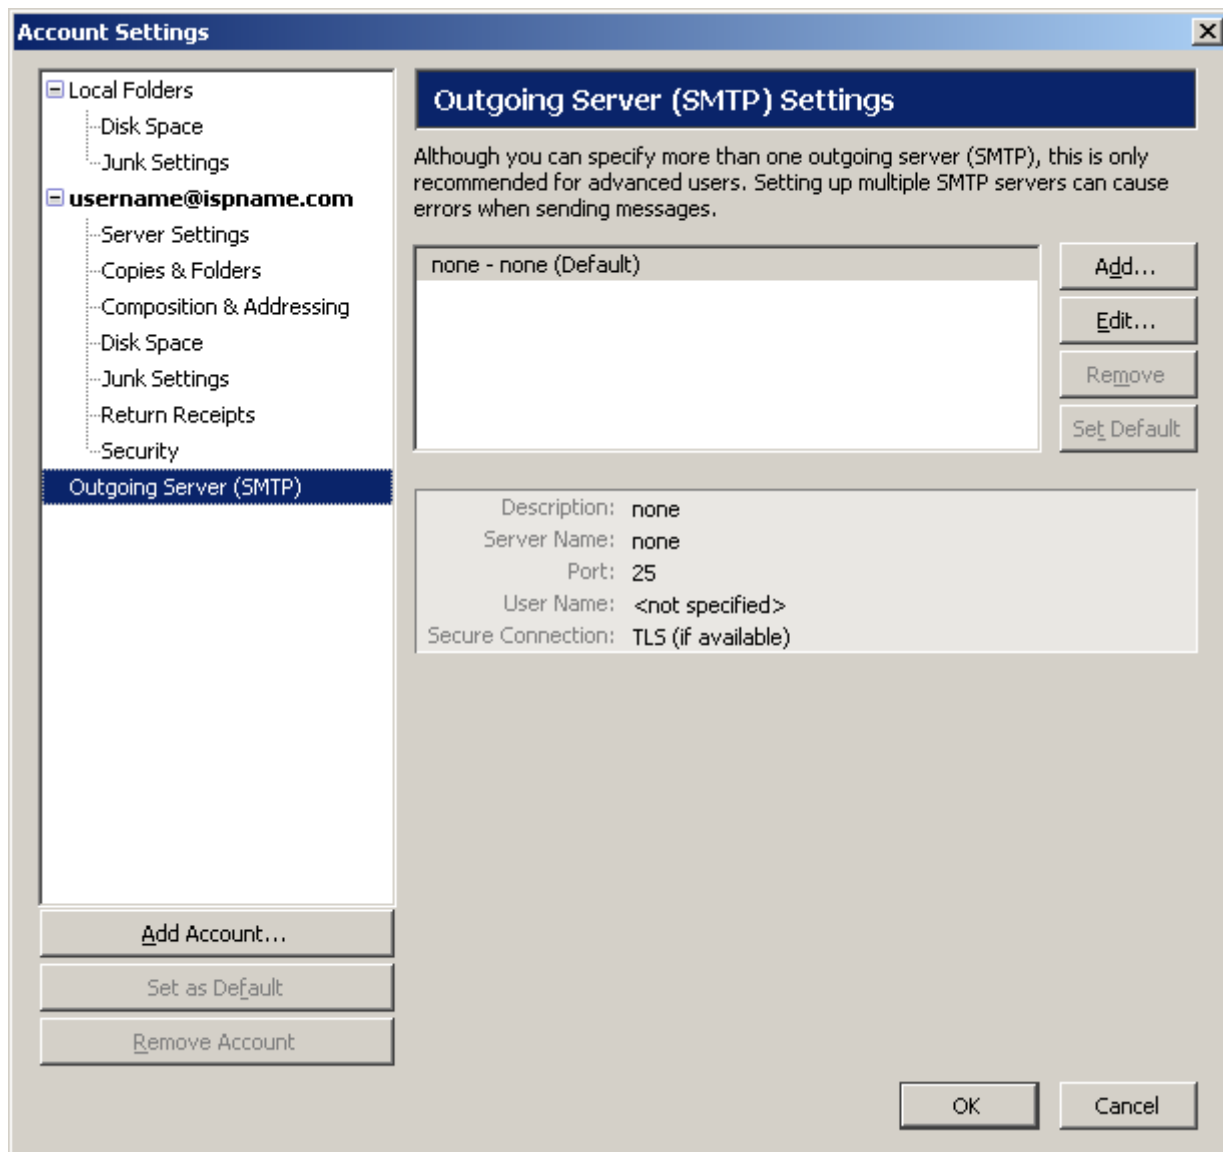 Account Settings
Local Folders
Disk Space
Junk Settings
username@ispname.com
Server Settings
Copies & Folders
Composition & Addressing
Disk Space
Junk Settings
Return Receipts
Security
Outgoing Server (SMTP)
Add Account...
Set as Default
Remove Account
Outgoing Server (SMTP) Settings
Although you can specify more than one outgoing server (SMTP), this is only
recommended for advanced users. Setting up multiple SMTP servers can cause
errors when sending messages.
none - none (Default)
Add...
Edit...
Remove
Set Default
Description: none
Server Name: none
Port: 25
User Name: <not specified>
Secure Connection: TLS (if available)
OK
Cancel